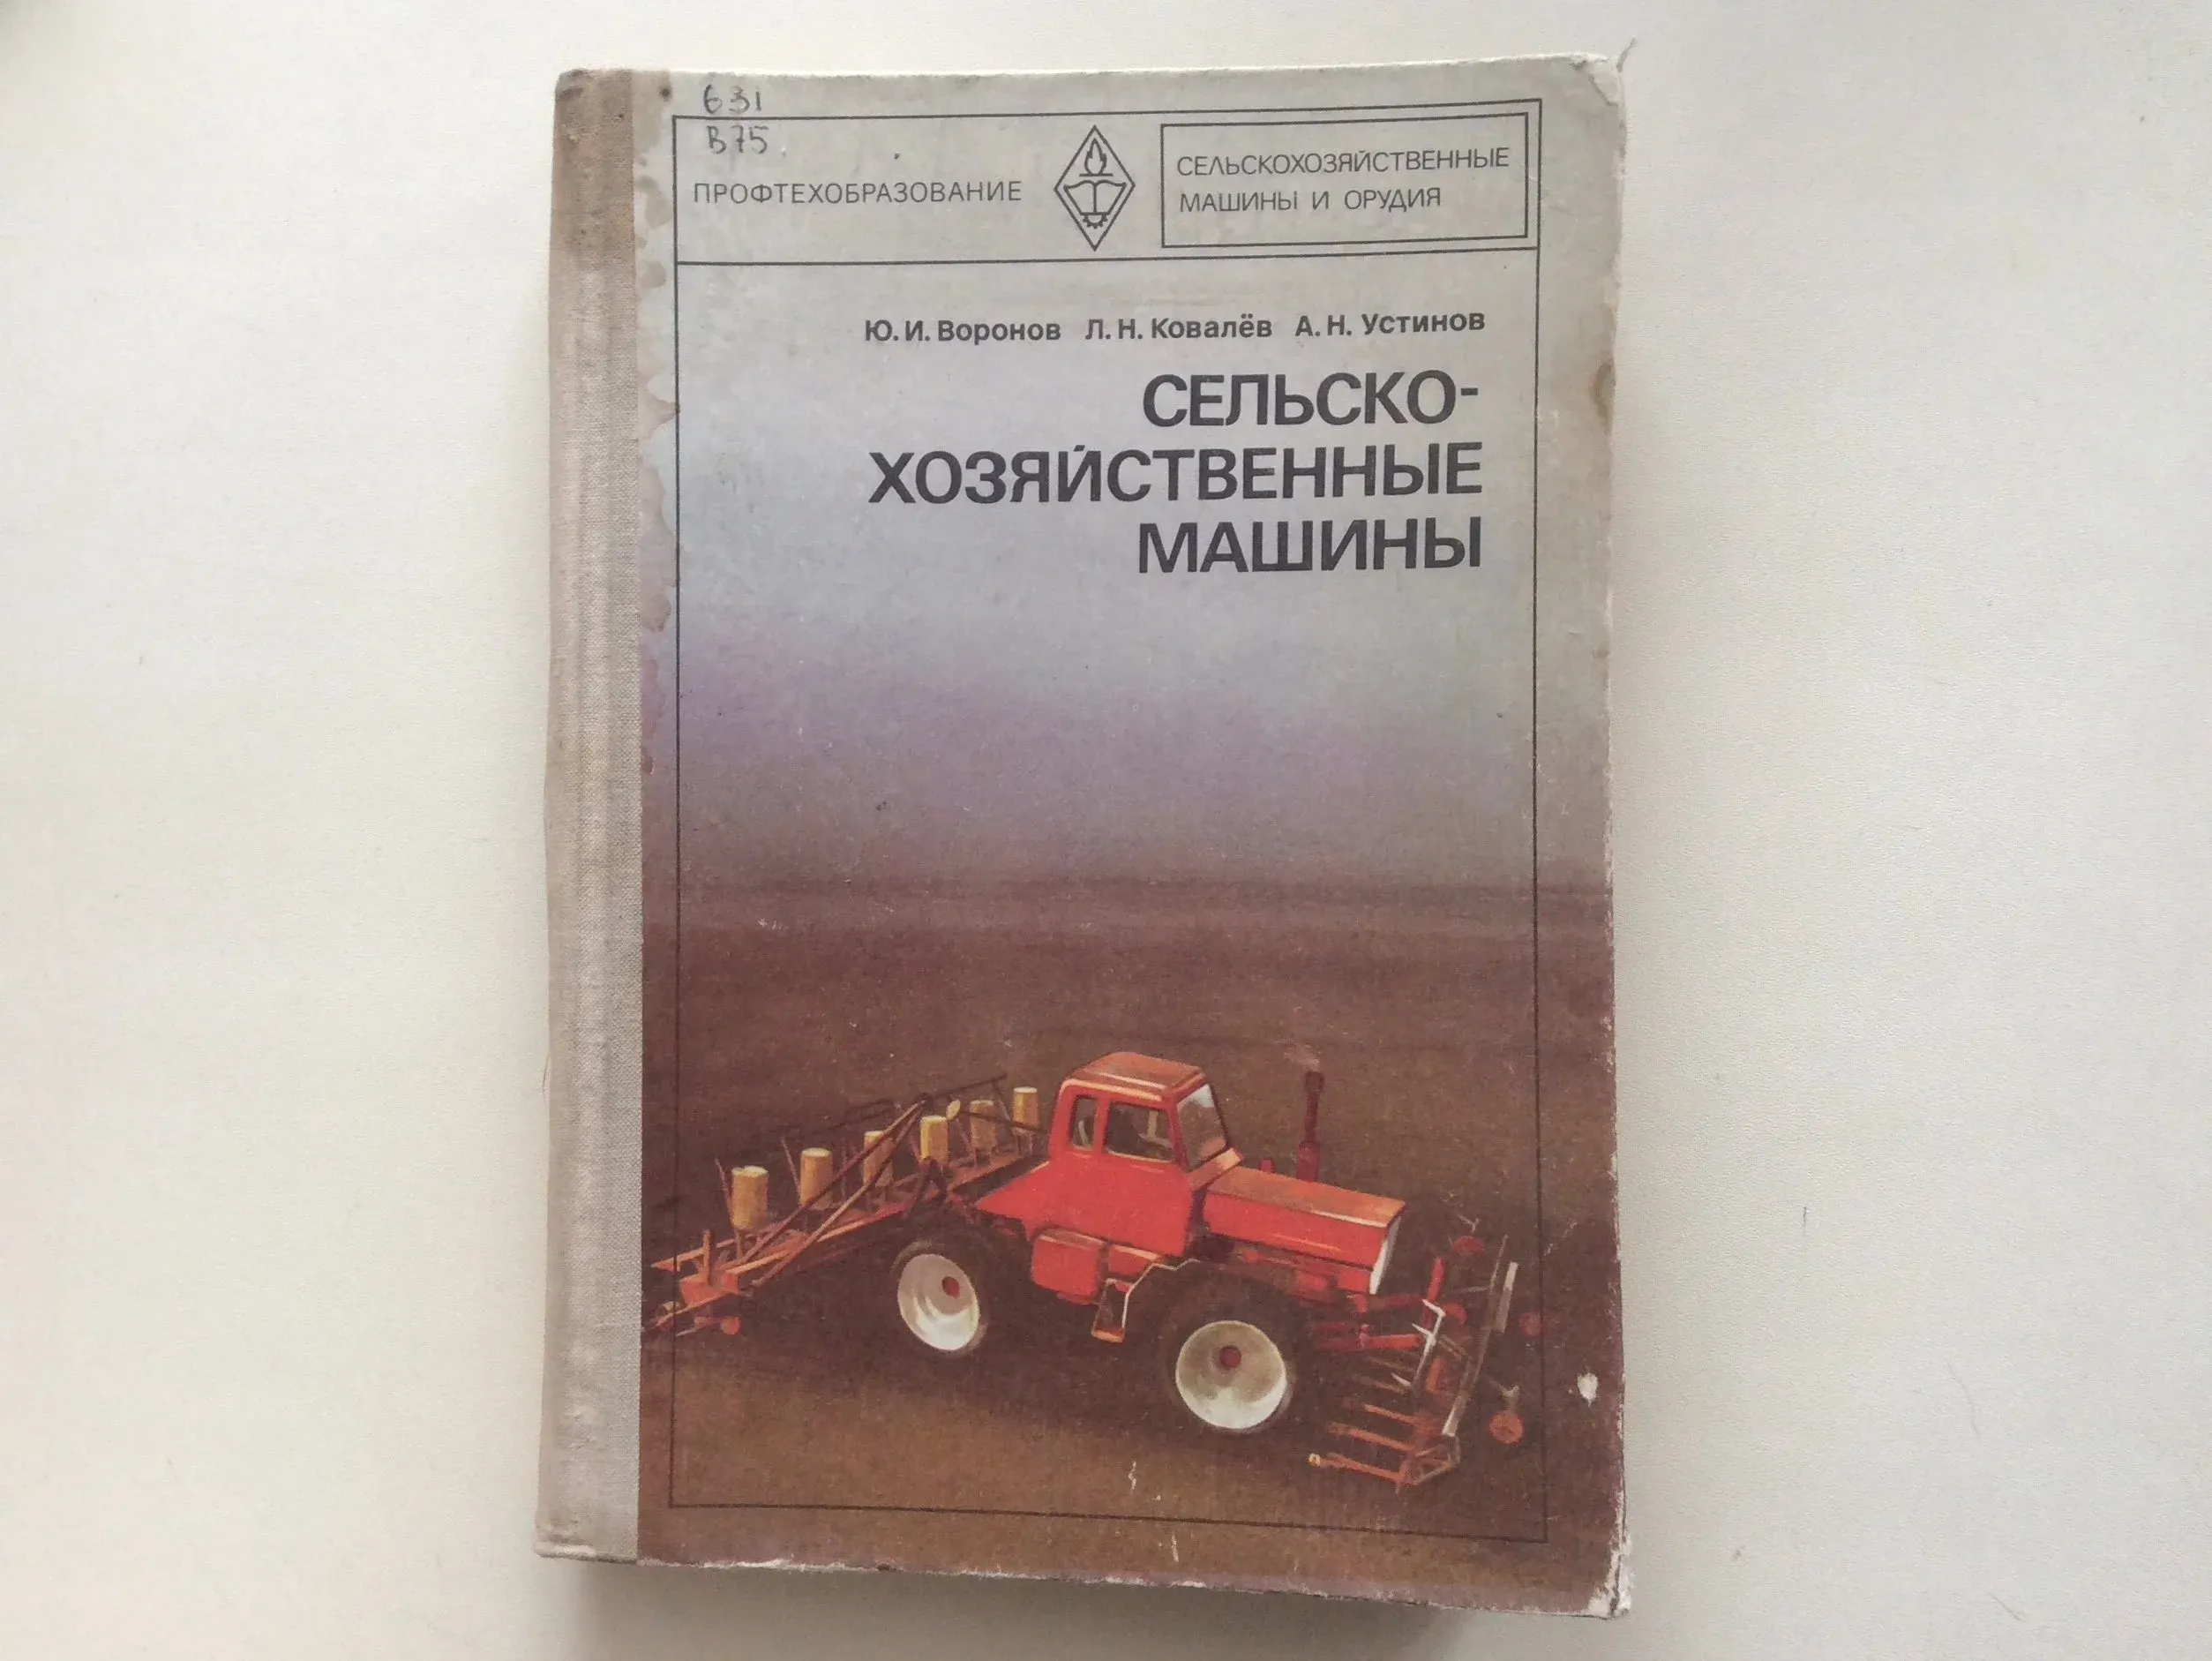 631
В75
ПРОФТЕХОБРАЗОВАНИЕ
СЕЛЬСКОХОЗЯЙСТВЕННЫЕ
МАШИНЫ И ОРУДИЯ
Ю. И. Воронов Л. Н. Ковалёв А. Н. Устинов
СЕЛЬСКО-
ХОЗЯЙСТВЕННЫЕ
МАШИНЫ